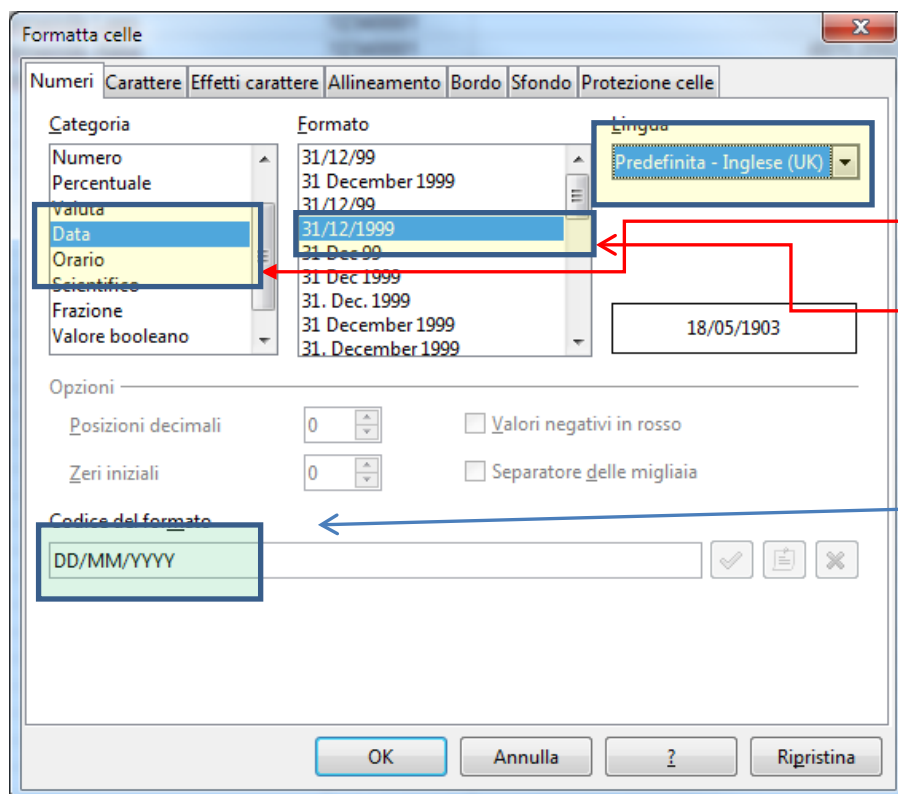 Formatta celle
Numeri Carattere Effetti carattere Allineamento Bordo Sfondo Protezione celle
Categoria
Numero
Percentuale
Valuta
Data
Orario
Scientifico
Frazione
Valore booleano
Formato
31/12/99
31 December 1999
31/12/99
31/12/1999
31 Dec 99
31 Dec 1999
31. Dec. 1999
31 December 1999
31. December 1999
Lingua
Predefinita - Inglese (UK)
18/05/1903
Opzioni
Posizioni decimali 0
Valori negativi in rosso
Zeri iniziali 0
Separatore delle migliaia
Codice del formato
DD/MM/YYYY
OK Annulla ? Ripristina